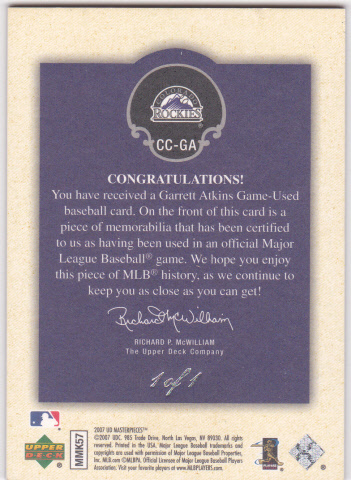 COLORADO
ROCKIES
CC-GA
CONGRATULATIONS!
You have received a Garrett Atkins Game-Used
baseball card. On the front of this card is a
piece of memorabilia that has been certified
to us as having been used in an official Major
League Baseball® game. We hope you enjoy
this piece of MLB® history, as we continue to
keep you as close as you can get!
Richard P. McWilliam
RICHARD P. McWILLIAM
The Upper Deck Company
1 of 1
UPPER
DECK
MMK57
2007 UD MASTERPIECES™
©2007 UDC. 985 Trade Drive, North Las Vegas, NV 89030. All rights
reserved. Printed in the USA. Major League Baseball trademarks and
copyrights are used with permission of Major League Baseball Properties,
Inc. MLB.com ©MLBPA. Official Licensee of Major League Baseball Players
Association. Visit your favorite players at www.MLBPLAYERS.com.